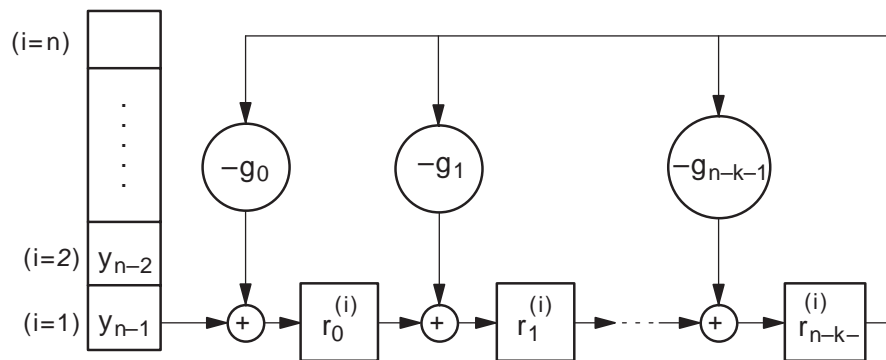 (i=n)
–g₀
–g₁
–gₙ₋ₖ₋₁
(i=2) yₙ₋₂
(i=1) yₙ₋₁
+ r₀⁽ⁱ⁾ + r₁⁽ⁱ⁾ + rₙ₋ₖ₋⁽ⁱ⁾